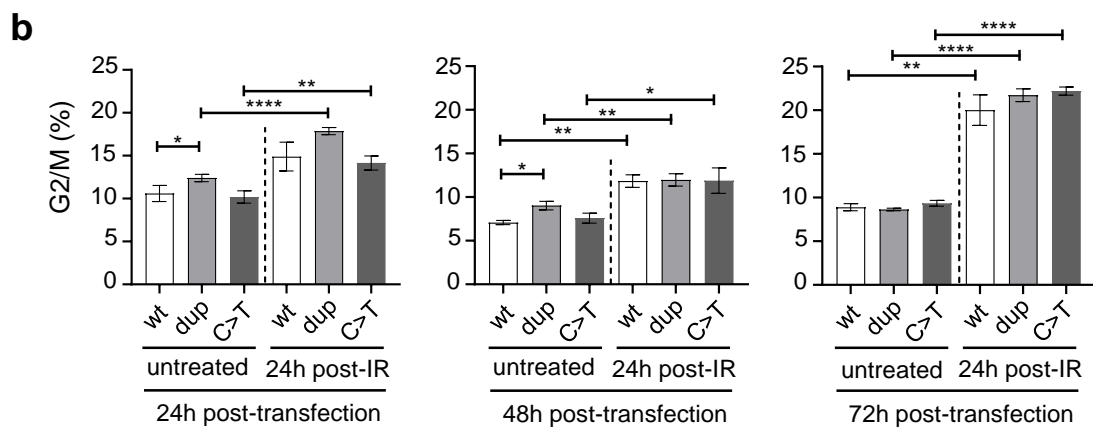 b
G2/M (%)
25
20
15
10
5
0
*
****
**
wt
dup
C>T
wt
dup
C>T
untreated
24h post-IR
24h post-transfection
25
20
15
10
5
0
*
**
**
*
wt
dup
C>T
wt
dup
C>T
untreated
24h post-IR
48h post-transfection
25
20
15
10
5
0
**
****
****
wt
dup
C>T
wt
dup
C>T
untreated
24h post-IR
72h post-transfection